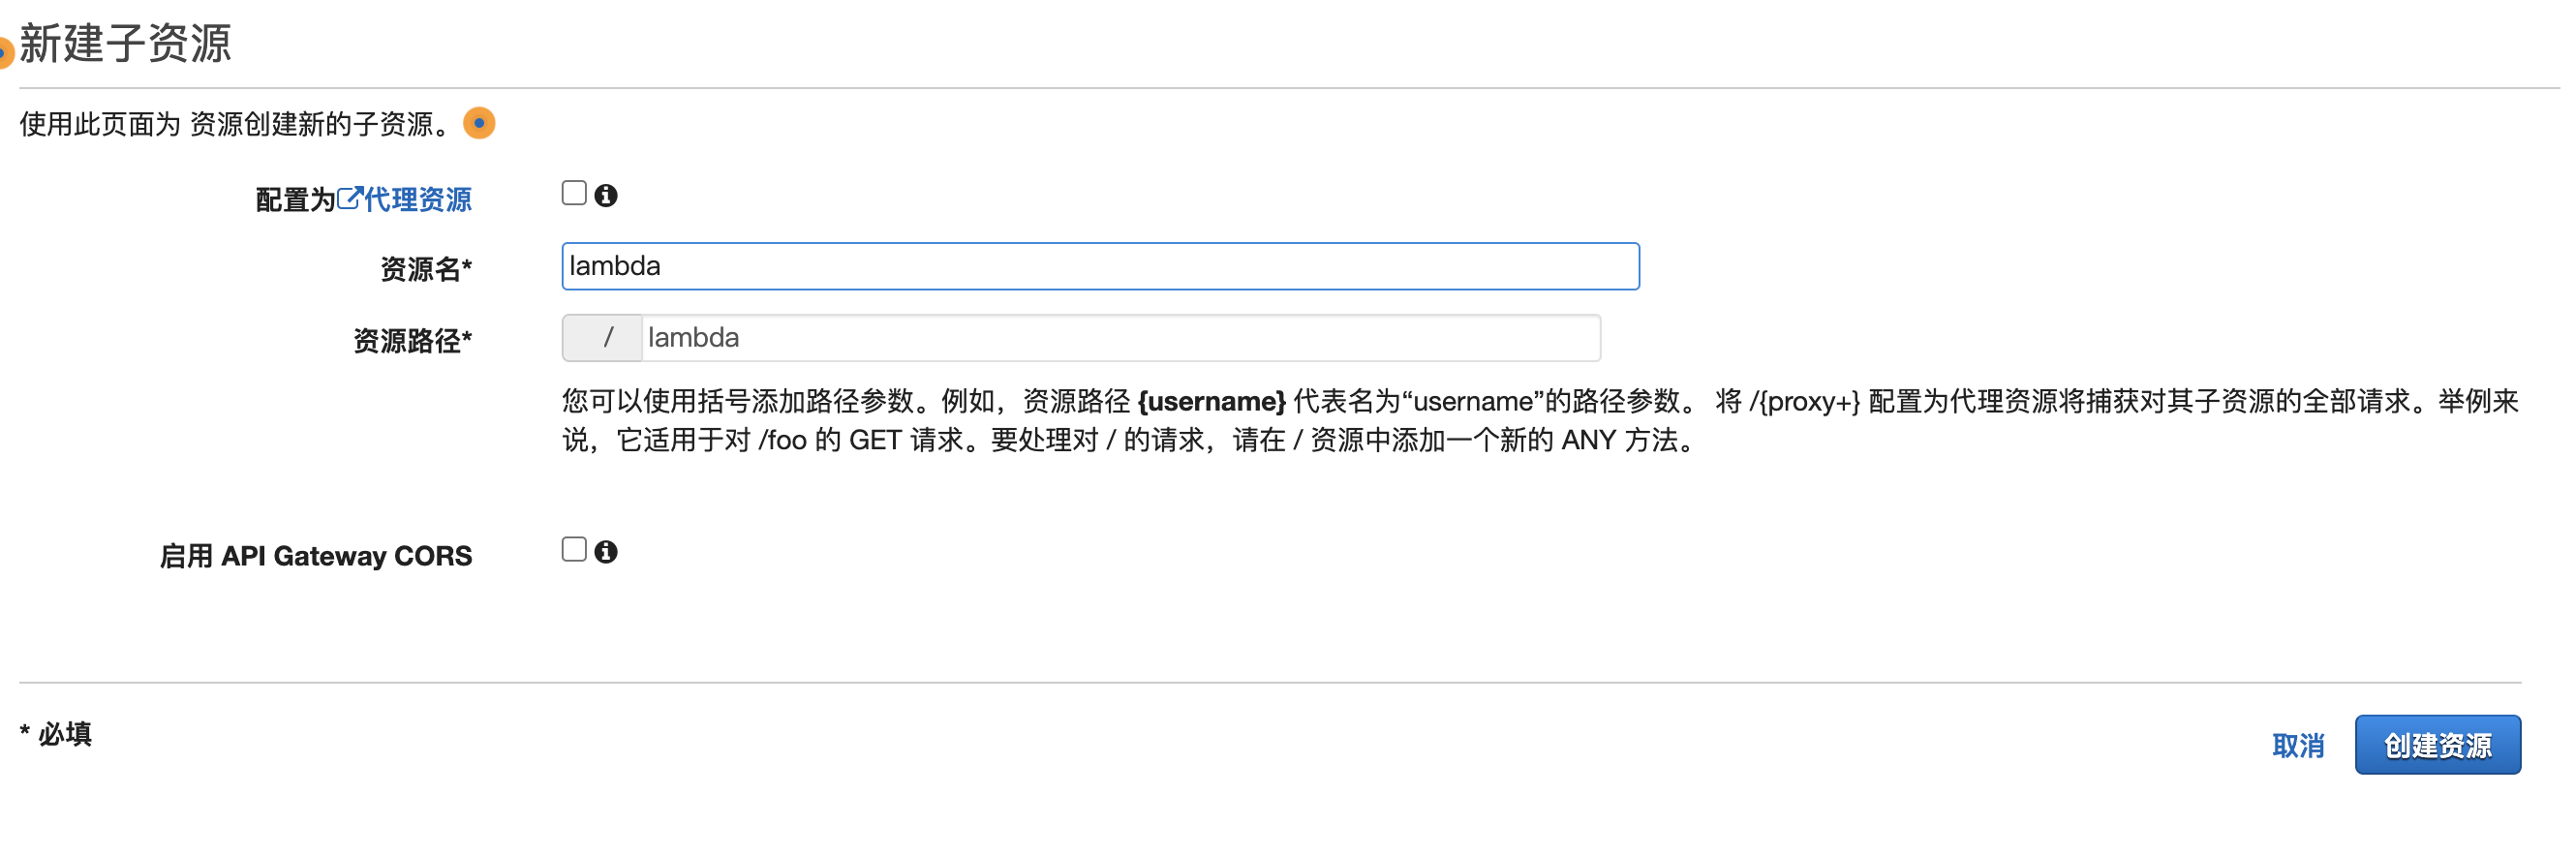 新建子资源
使用此页面为 资源创建新的子资源。
配置为代理资源
资源名*
lambda
资源路径*
/ lambda
您可以使用括号添加路径参数。例如，资源路径 {username} 代表名为“username”的路径参数。 将 /{proxy+} 配置为代理资源将捕获对其子资源的全部请求。举例来
说，它适用于对 /foo 的 GET 请求。要处理对 / 的请求，请在 / 资源中添加一个新的 ANY 方法。
启用 API Gateway CORS
* 必填
取消 创建资源